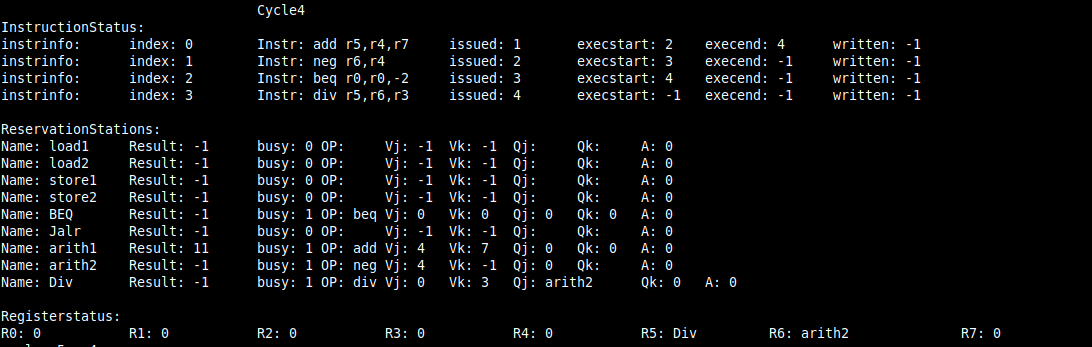 Cycle4
InstructionStatus:
instrinfo: index: 0 Instr: add r5,r4,r7 issued: 1 execstart: 2 execend: 4 written: -1
instrinfo: index: 1 Instr: neg r6,r4 issued: 2 execstart: 3 execend: -1 written: -1
instrinfo: index: 2 Instr: beq r0,r0,-2 issued: 3 execstart: 4 execend: -1 written: -1
instrinfo: index: 3 Instr: div r5,r6,r3 issued: 4 execstart: -1 execend: -1 written: -1
ReservationStations:
Name: load1 Result: -1 busy: 0 OP: Vj: -1 Vk: -1 Qj: Qk: A: 0
Name: load2 Result: -1 busy: 0 OP: Vj: -1 Vk: -1 Qj: Qk: A: 0
Name: store1 Result: -1 busy: 0 OP: Vj: -1 Vk: -1 Qj: Qk: A: 0
Name: store2 Result: -1 busy: 0 OP: Vj: -1 Vk: -1 Qj: Qk: A: 0
Name: BEQ Result: -1 busy: 1 OP: beq Vj: 0 Vk: 0 Qj: 0 Qk: 0 A: 0
Name: Jalr Result: -1 busy: 0 OP: Vj: -1 Vk: -1 Qj: Qk: A: 0
Name: arith1 Result: 11 busy: 1 OP: add Vj: 4 Vk: 7 Qj: 0 Qk: 0 A: 0
Name: arith2 Result: -1 busy: 1 OP: neg Vj: 4 Vk: -1 Qj: 0 Qk: A: 0
Name: Div Result: -1 busy: 1 OP: div Vj: 0 Vk: 3 Qj: arith2 Qk: 0 A: 0
Registerstatus:
R0: 0 R1: 0 R2: 0 R3: 0 R4: 0 R5: Div R6: arith2 R7: 0